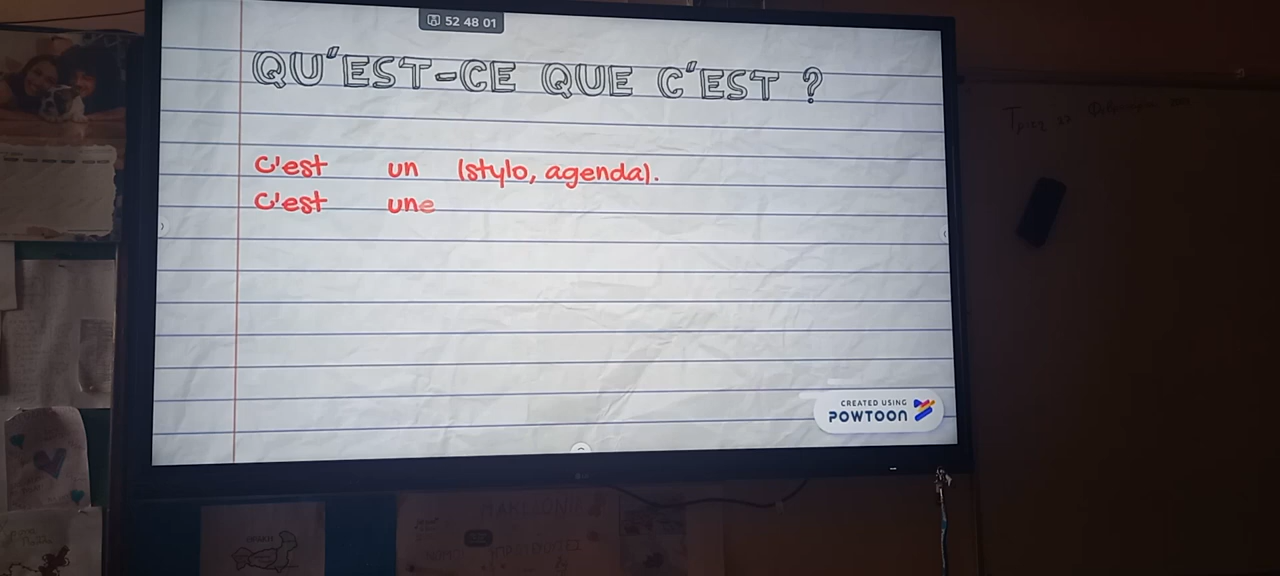 52 48 01
QU'EST-CE QUE C'EST ?
C'est un (stylo, agenda).
C'est une
CREATED USING
POWTOON